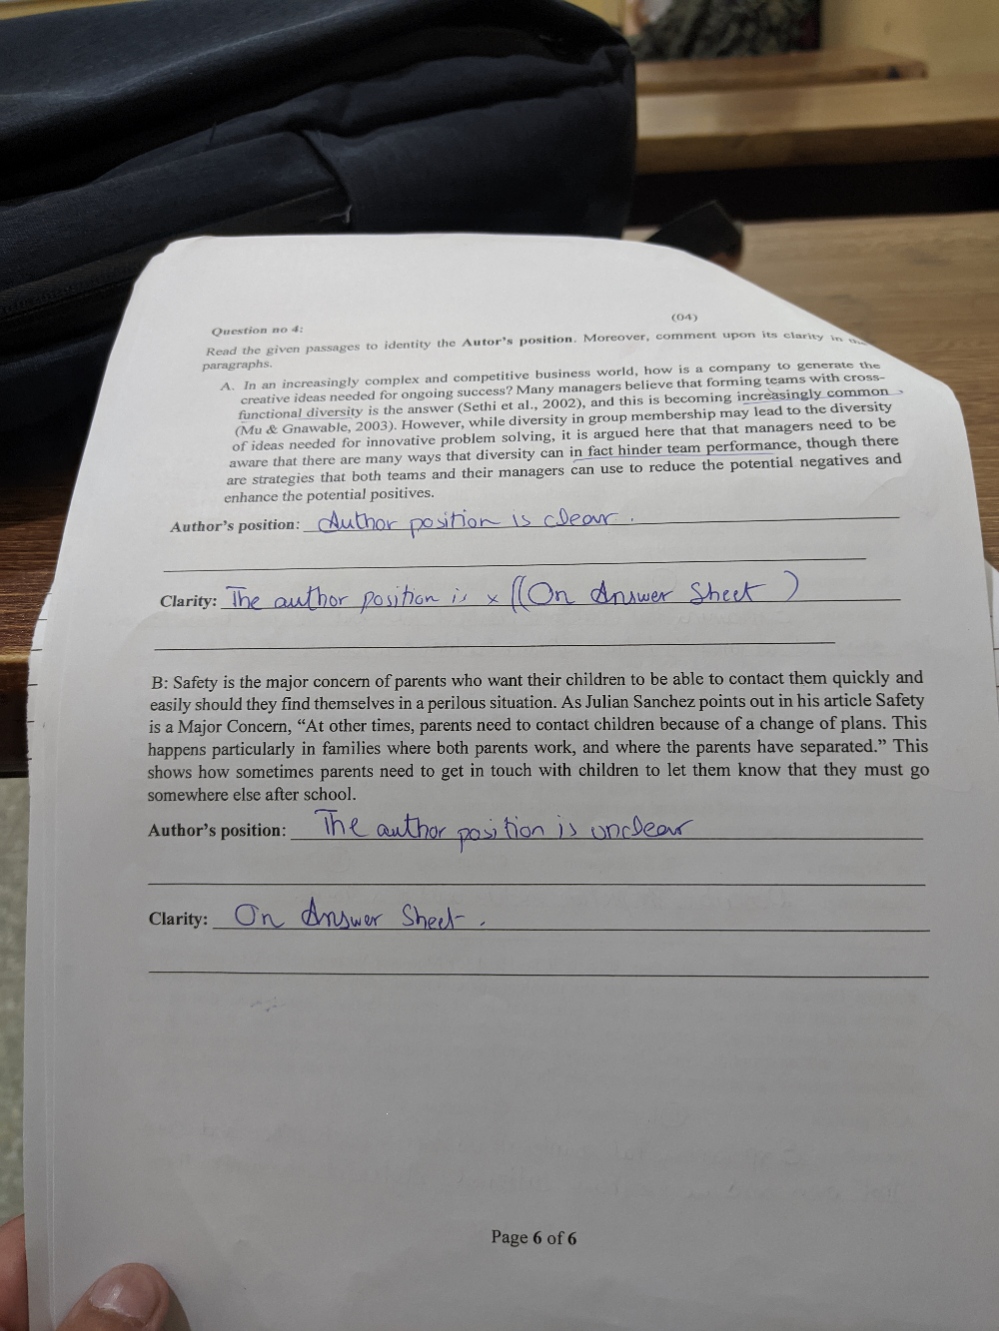 (04)
Question no 4:
Read the given passages to identity the Autor's position. Moreover, comment upon its clarity in
paragraphs.
A. In an increasingly complex and competitive business world, how is a company to generate the
creative ideas needed for ongoing success? Many managers believe that forming teams with cross-
functional diversity is the answer (Sethi et al., 2002), and this is becoming increasingly common
(Mu & Gnawable, 2003). However, while diversity in group membership may lead to the diversity
of ideas needed for innovative problem solving, it is argued here that that managers need to be
aware that there are many ways that diversity can in fact hinder team performance, though there
are strategies that both teams and their managers can use to reduce the potential negatives and
enhance the potential positives.
Author's position: Author position is clear.
Clarity: The author position is x ((On Answer Sheet )
B: Safety is the major concern of parents who want their children to be able to contact them quickly and
easily should they find themselves in a perilous situation. As Julian Sanchez points out in his article Safety
is a Major Concern, “At other times, parents need to contact children because of a change of plans. This
happens particularly in families where both parents work, and where the parents have separated.” This
shows how sometimes parents need to get in touch with children to let them know that they must go
somewhere else after school.
Author's position: The author position is unclear
Clarity: On Answer Sheet.
Page 6 of 6